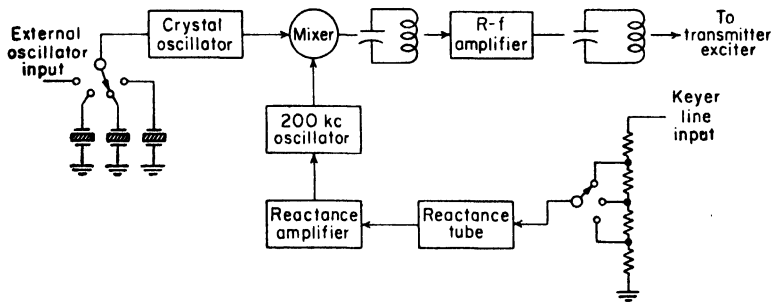 External
oscillator
input
Crystal
oscillator
Mixer
R-f
amplifier
To
transmitter
exciter
200 kc
oscillator
Keyer
line
input
Reactance
amplifier
Reactance
tube